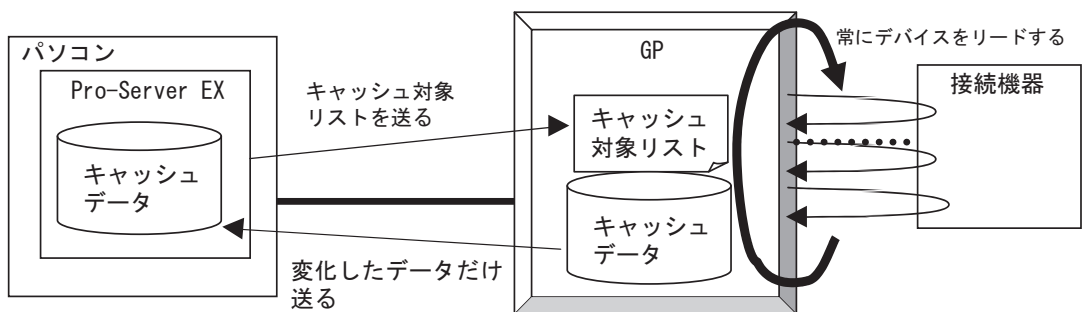 パソコン
Pro-Server EX
キャッシュ
データ
キャッシュ対象
リストを送る
変化したデータだけ
送る
GP
キャッシュ
対象リスト
キャッシュ
データ
常にデバイスをリードする
接続機器